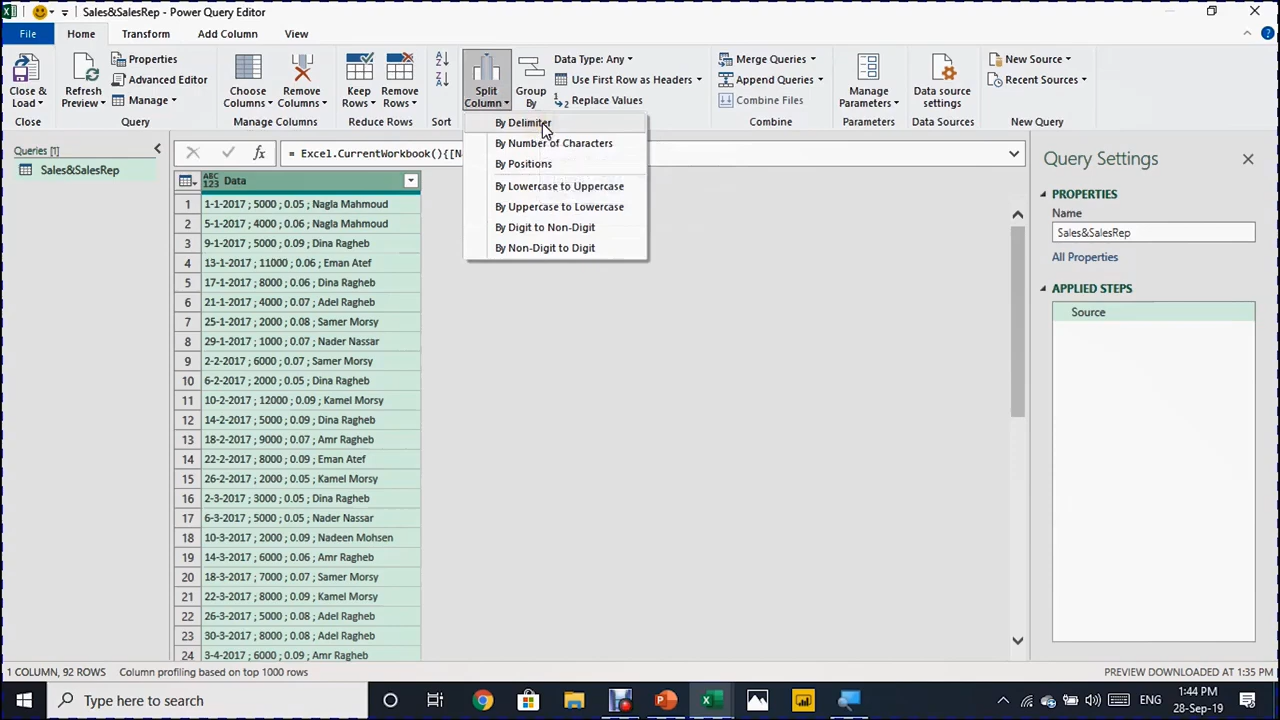 Sales&SalesRep - Power Query Editor
File
Home
Transform
Add Column
View
Close & Load
Close
Refresh Preview
Properties
Advanced Editor
Manage
Query
Choose Columns
Remove Columns
Manage Columns
Keep Rows
Remove Rows
Reduce Rows
Sort
Split Column
Group By
Data Type: Any
Use First Row as Headers
Replace Values
Merge Queries
Append Queries
Combine Files
Combine
Manage Parameters
Parameters
Data source settings
Data Sources
New Source
Recent Sources
New Query
By Delimiter
By Number of Characters
By Positions
By Lowercase to Uppercase
By Uppercase to Lowercase
By Digit to Non-Digit
By Non-Digit to Digit
Queries [1]
Sales&SalesRep
fx
= Excel.CurrentWorkbook(){[Na
ABC 123 Data
1 1-1-2017 ; 5000 ; 0.05 ; Nagla Mahmoud
2 5-1-2017 ; 4000 ; 0.06 ; Nagla Mahmoud
3 9-1-2017 ; 5000 ; 0.09 ; Dina Ragheb
4 13-1-2017 ; 11000 ; 0.06 ; Eman Atef
5 17-1-2017 ; 8000 ; 0.06 ; Dina Ragheb
6 21-1-2017 ; 4000 ; 0.07 ; Adel Ragheb
7 25-1-2017 ; 2000 ; 0.08 ; Samer Morsy
8 29-1-2017 ; 1000 ; 0.07 ; Nader Nassar
9 2-2-2017 ; 6000 ; 0.07 ; Samer Morsy
10 6-2-2017 ; 2000 ; 0.05 ; Dina Ragheb
11 10-2-2017 ; 12000 ; 0.09 ; Kamel Morsy
12 14-2-2017 ; 5000 ; 0.09 ; Dina Ragheb
13 18-2-2017 ; 9000 ; 0.07 ; Amr Ragheb
14 22-2-2017 ; 8000 ; 0.09 ; Eman Atef
15 26-2-2017 ; 2000 ; 0.05 ; Kamel Morsy
16 2-3-2017 ; 3000 ; 0.05 ; Dina Ragheb
17 6-3-2017 ; 5000 ; 0.05 ; Nader Nassar
18 10-3-2017 ; 2000 ; 0.09 ; Nadeen Mohsen
19 14-3-2017 ; 6000 ; 0.06 ; Amr Ragheb
20 18-3-2017 ; 7000 ; 0.07 ; Samer Morsy
21 22-3-2017 ; 8000 ; 0.09 ; Kamel Morsy
22 26-3-2017 ; 5000 ; 0.08 ; Adel Ragheb
23 30-3-2017 ; 8000 ; 0.08 ; Adel Ragheb
24 3-4-2017 ; 6000 ; 0.09 ; Amr Ragheb
Query Settings
PROPERTIES
Name
Sales&SalesRep
All Properties
APPLIED STEPS
Source
1 COLUMN, 92 ROWS
Column profiling based on top 1000 rows
PREVIEW DOWNLOADED AT 1:35 PM
Type here to search
ENG
1:44 PM
28-Sep-19